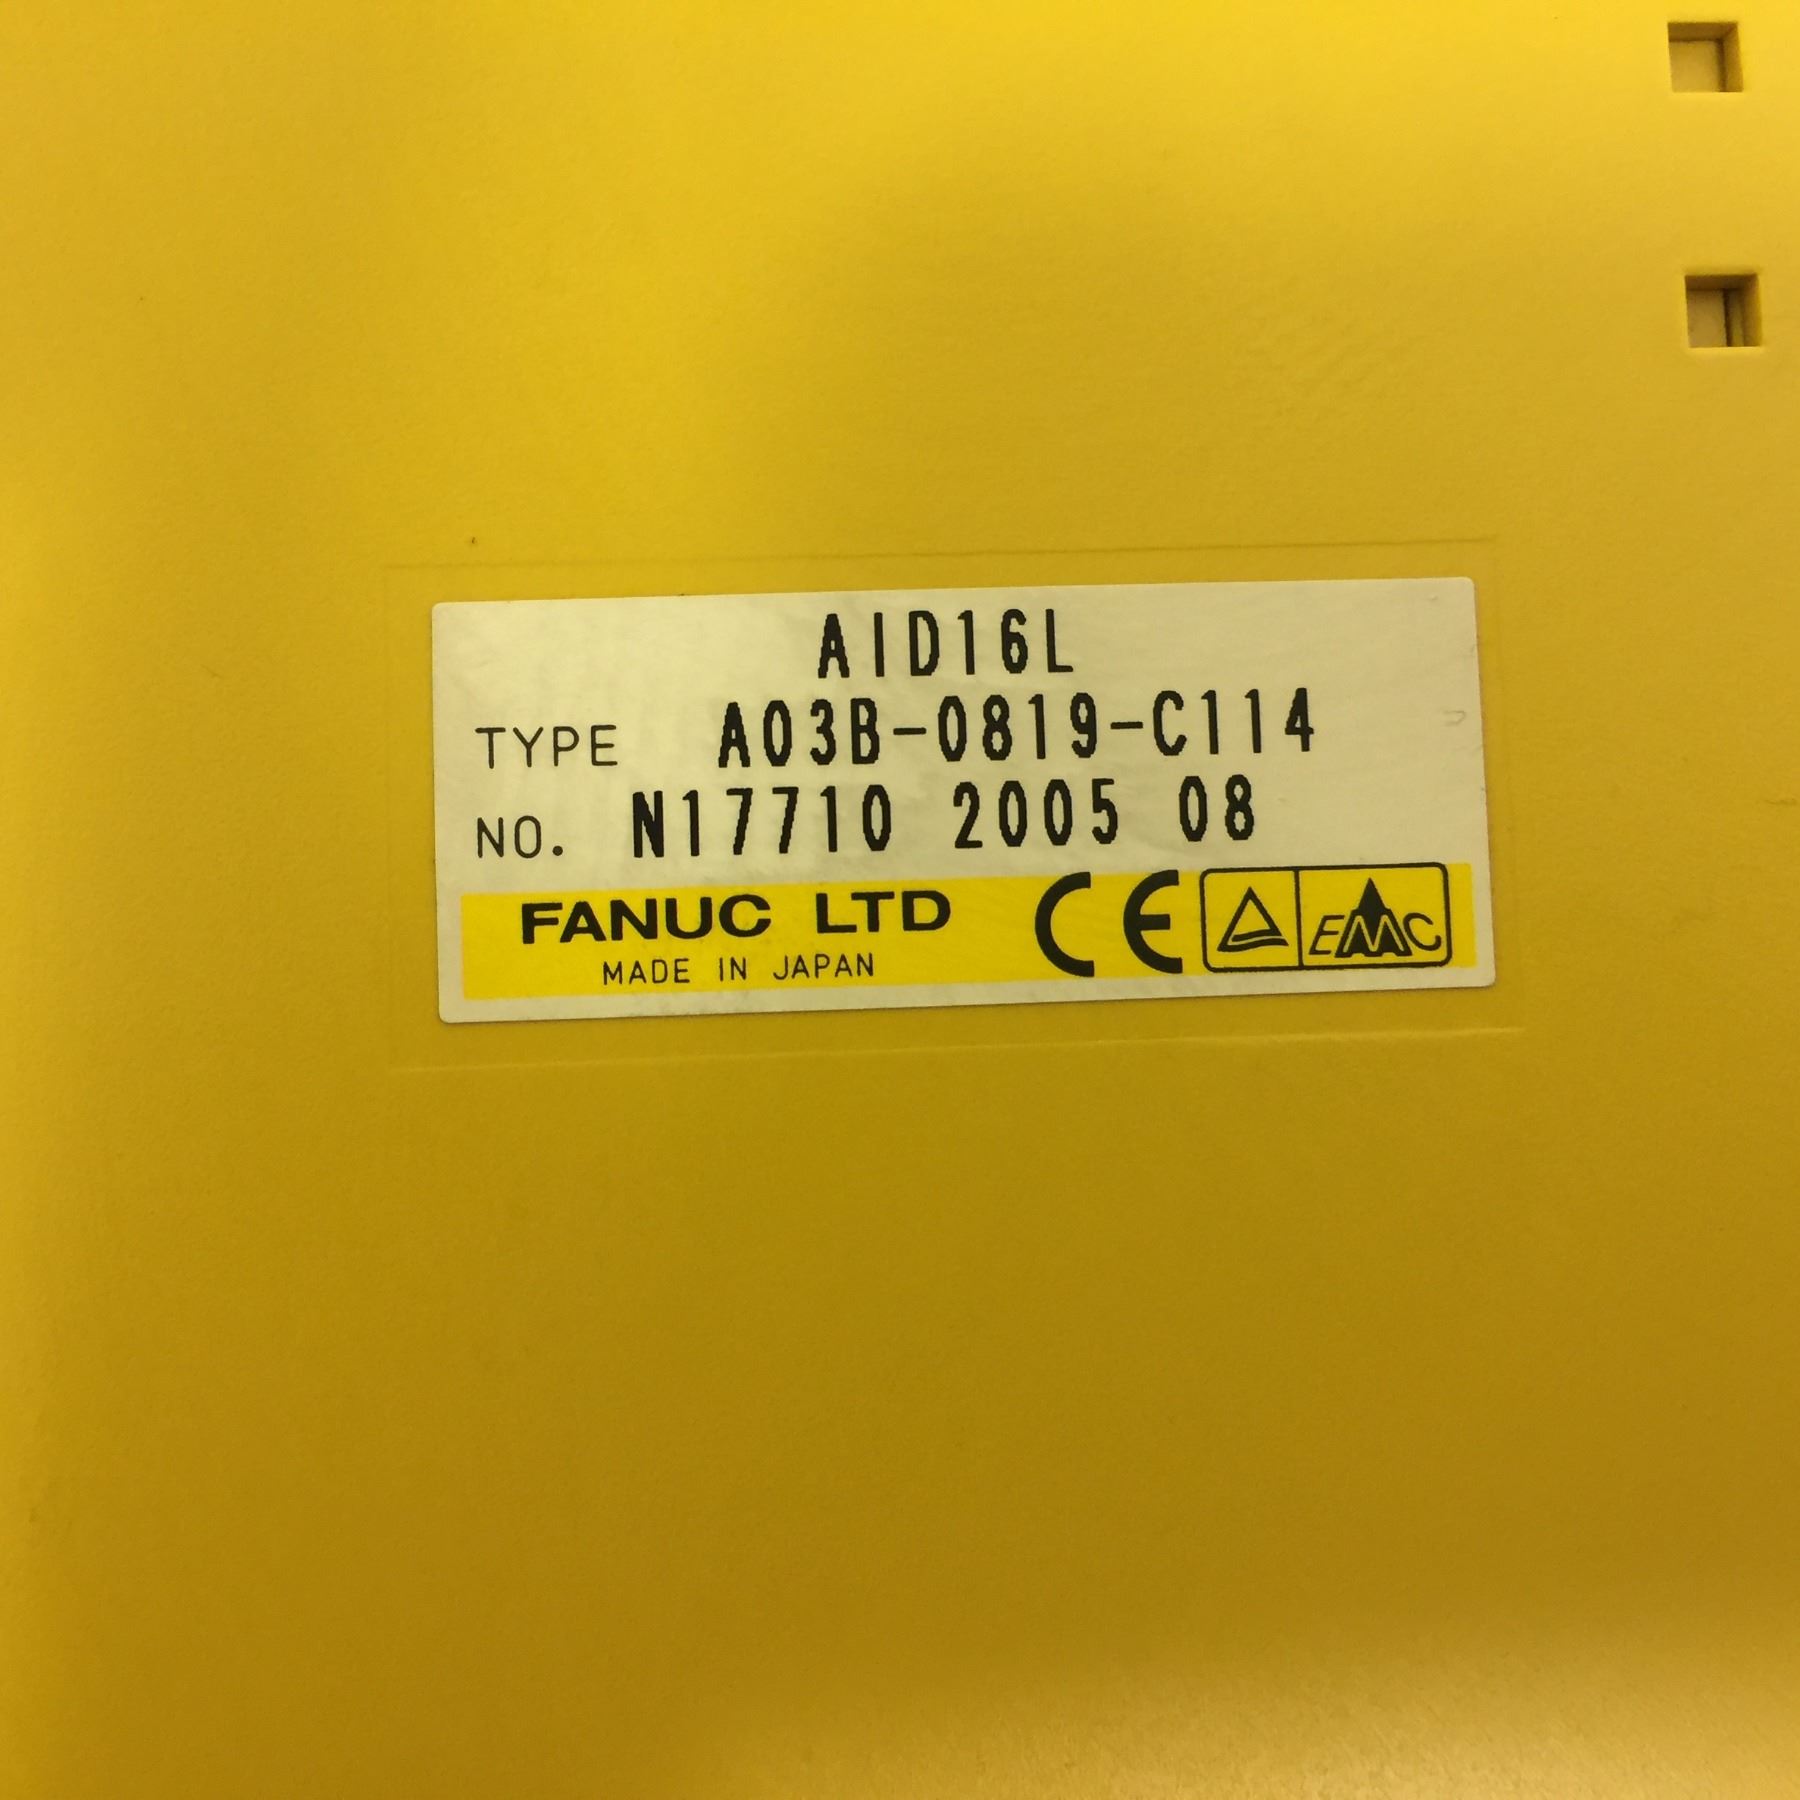 AID16L
TYPE A03B-0819-C114
NO. N17710 2005 08
FANUC LTD CE EMC
MADE IN JAPAN